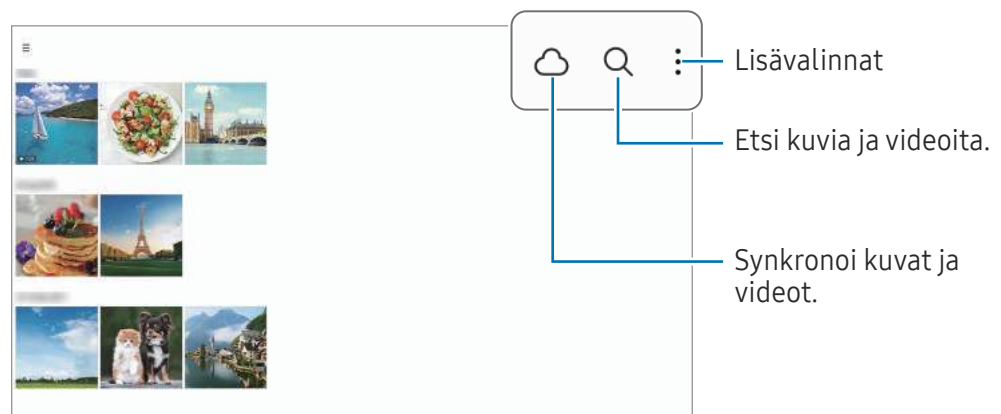 Lisävalinnat
Etsi kuvia ja videoita.
Synkronoi kuvat ja
videot.